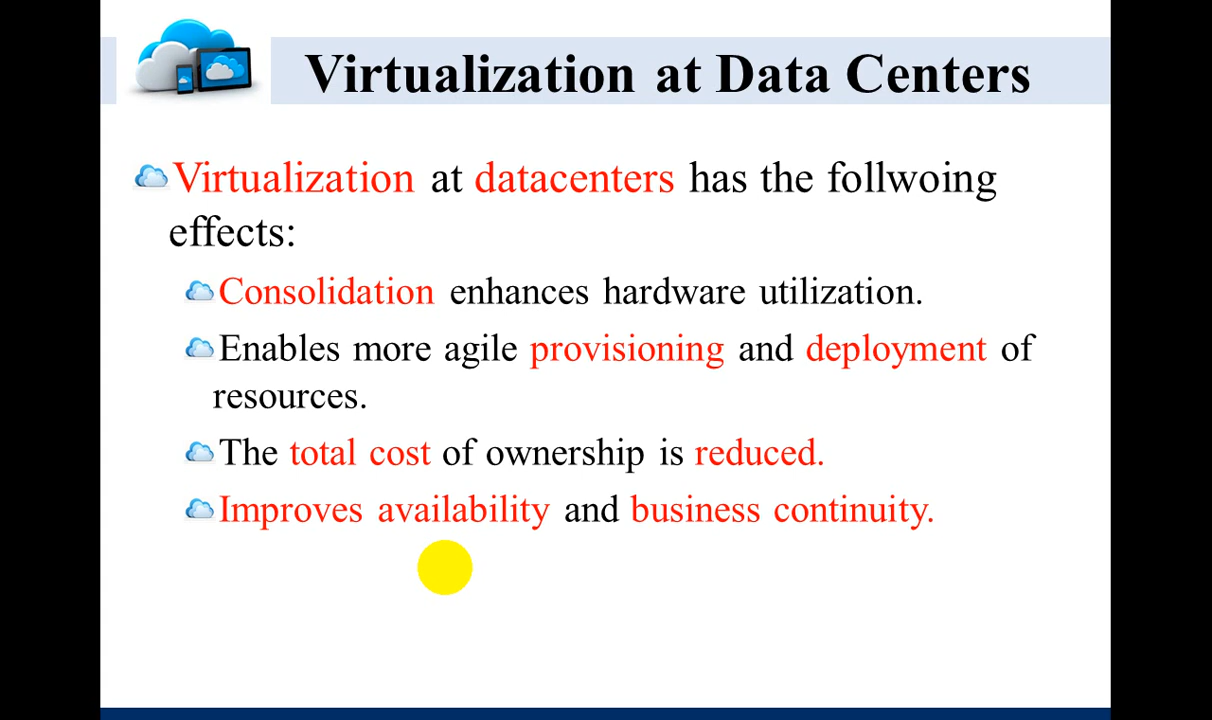 Virtualization at Data Centers
Virtualization at datacenters has the follwoing
effects:
Consolidation enhances hardware utilization.
Enables more agile provisioning and deployment of
resources.
The total cost of ownership is reduced.
Improves availability and business continuity.